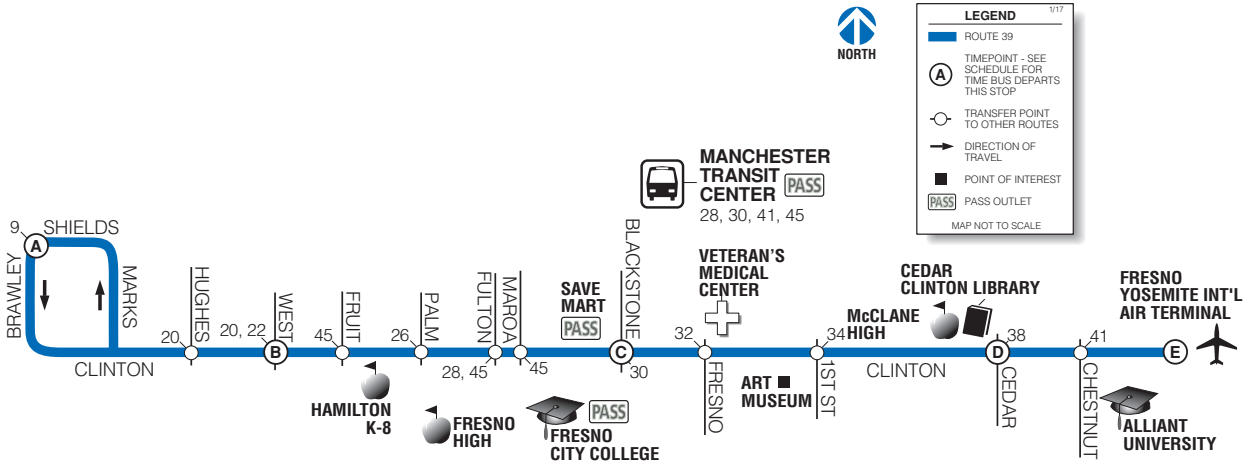 1/17
LEGEND
ROUTE 39
A
TIMEPOINT - SEE
SCHEDULE FOR
TIME BUS DEPARTS
THIS STOP
TRANSFER POINT
TO OTHER ROUTES
DIRECTION OF
TRAVEL
POINT OF INTEREST
PASS
PASS OUTLET
MAP NOT TO SCALE
NORTH
MANCHESTER
TRANSIT
CENTER PASS
28, 30, 41, 45
9
A
SHIELDS
BRAWLEY
MARKS
CLINTON
HUGHES
20
WEST
20, 22
B
FRUIT
45
HAMILTON
K-8
PALM
26
FRESNO
HIGH
FULTON
28, 45
MAROA
45
SAVE
MART
PASS
PASS
FRESNO
CITY COLLEGE
BLACKSTONE
C
30
VETERAN'S
MEDICAL
CENTER
32
FRESNO
ART
MUSEUM
34
1ST ST
McCLANE
HIGH
CLINTON
CEDAR
CLINTON LIBRARY
D
38
CEDAR
41
CHESTNUT
ALLIANT
UNIVERSITY
FRESNO
YOSEMITE INT'L
AIR TERMINAL
E